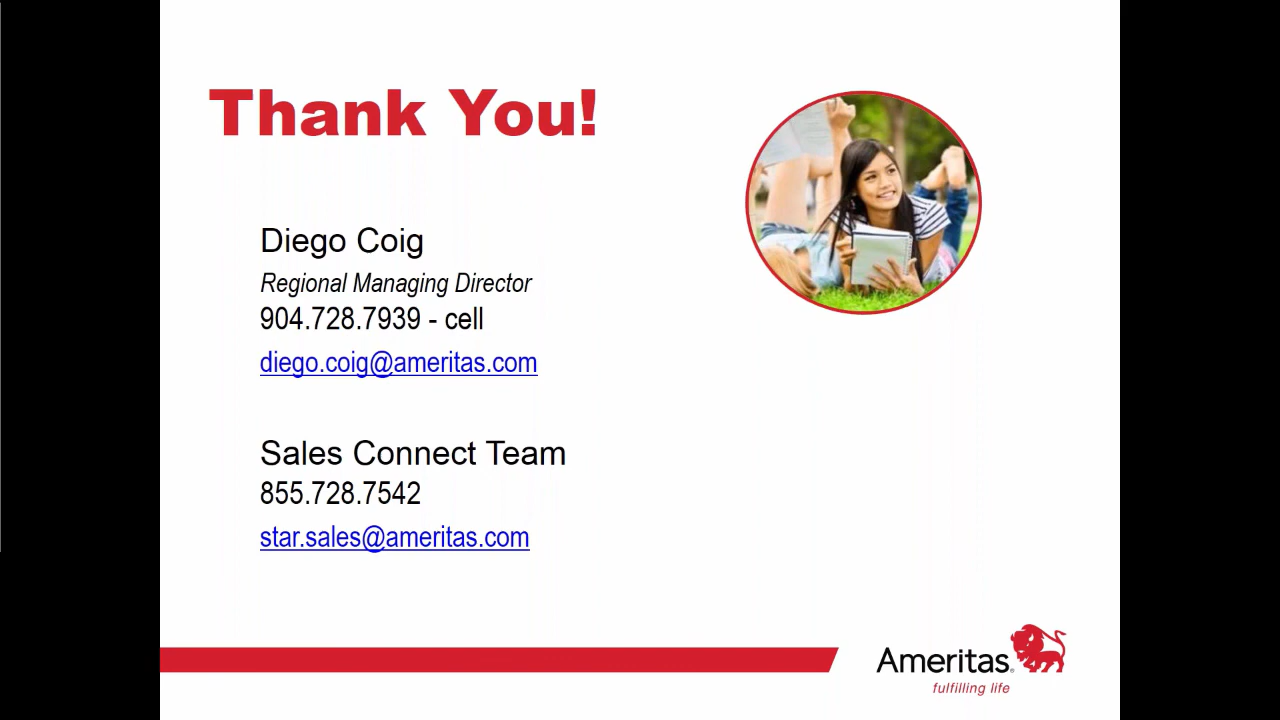 Thank You!
Diego Coig
Regional Managing Director
904.728.7939 - cell
diego.coig@ameritas.com
Sales Connect Team
855.728.7542
star.sales@ameritas.com
Ameritas®
fulfilling life